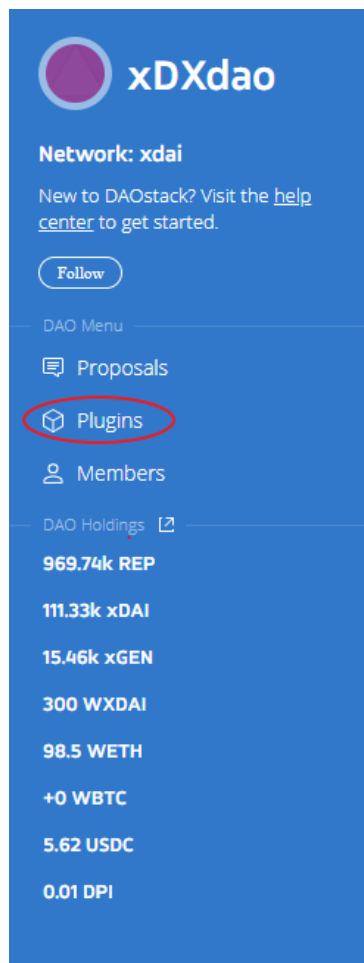 xDXdao
Network: xdai
New to DAOstack? Visit the help
center to get started.
Follow
DAO Menu
Proposals
Plugins
Members
DAO Holdings
969.74k REP
111.33k xDAI
15.46k xGEN
300 WXDAI
98.5 WETH
+0 WBTC
5.62 USDC
0.01 DPI